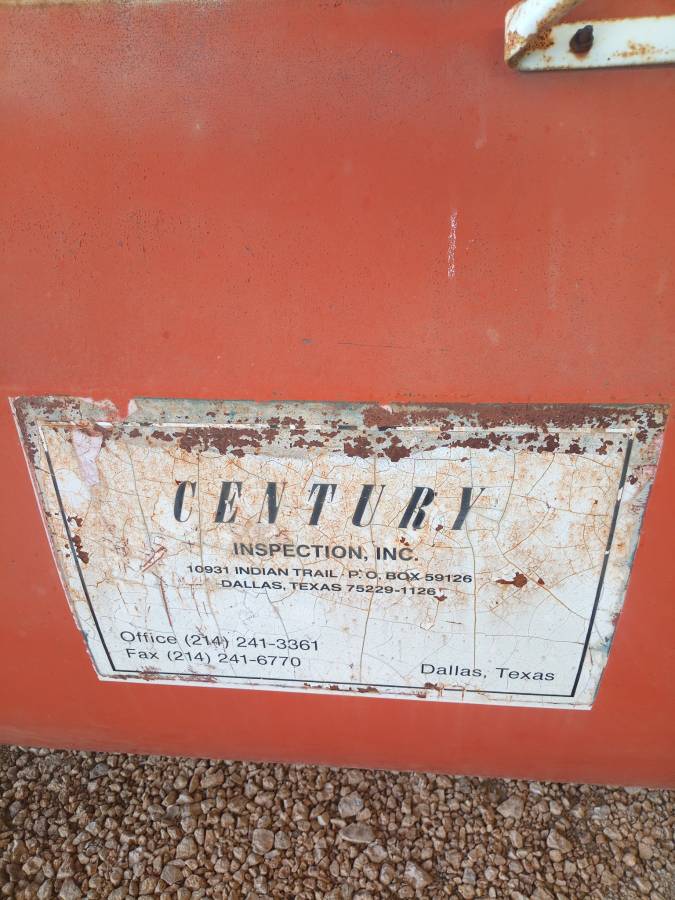 CENTURY
INSPECTION, INC.
10931 INDIAN TRAIL · P. O. BOX 59126
DALLAS, TEXAS 75229-1126
Office (214) 241-3361
Fax (214) 241-6770
Dallas, Texas